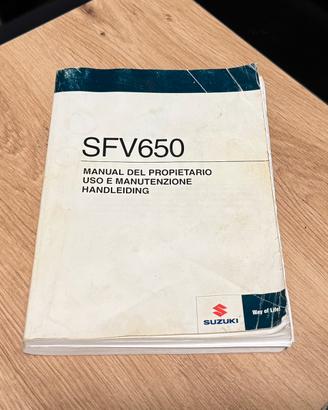 SFV650
MANUAL DEL PROPIETARIO
USO E MANUTENZIONE
HANDLEIDING
SUZUKI
Way of Life!